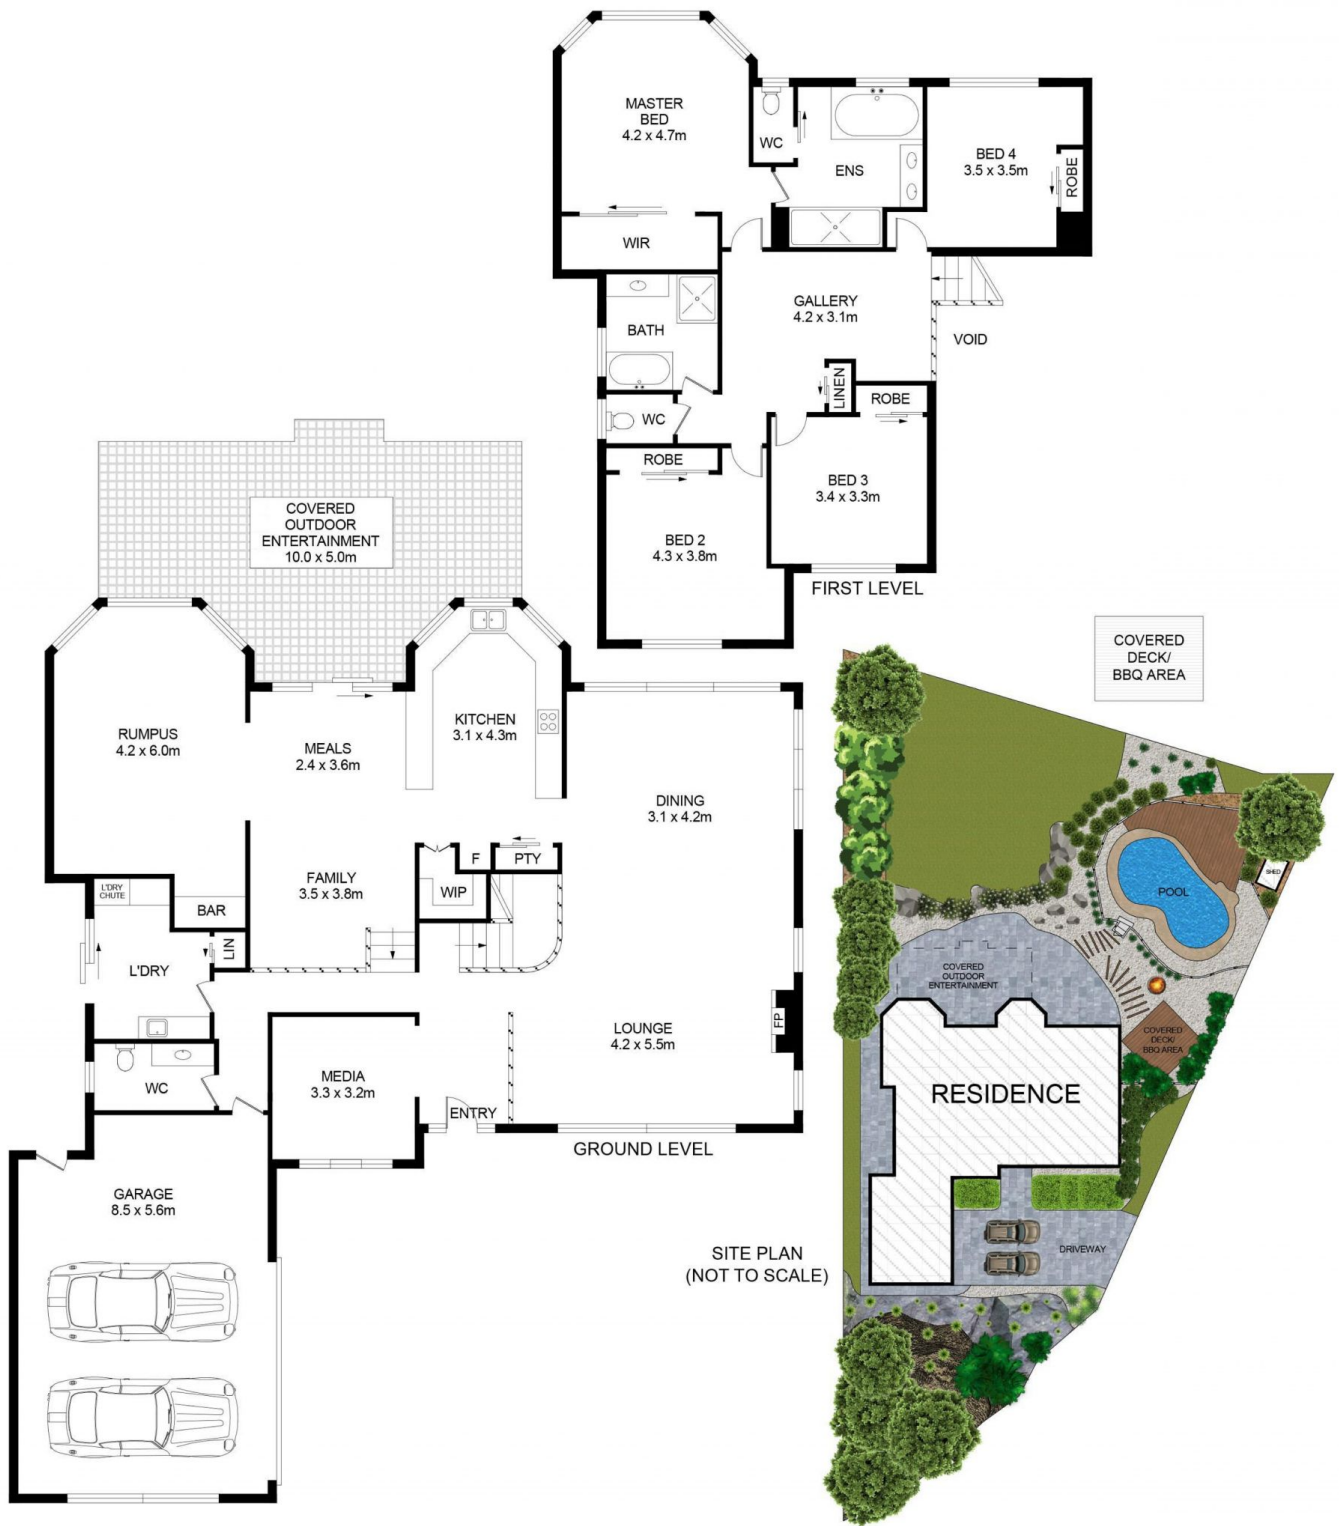 MASTER
BED
4.2 x 4.7m
WC
ENS
BED 4
3.5 x 3.5m
ROBE
WIR
GALLERY
4.2 x 3.1m
BATH
VOID
LINEN
ROBE
WC
ROBE
BED 3
3.4 x 3.3m
BED 2
4.3 x 3.8m
FIRST LEVEL
COVERED
OUTDOOR
ENTERTAINMENT
10.0 x 5.0m
RUMPUS
4.2 x 6.0m
MEALS
2.4 x 3.6m
KITCHEN
3.1 x 4.3m
DINING
3.1 x 4.2m
F
PTY
FAMILY
3.5 x 3.8m
WIP
L'DRY
CHUTE
BAR
LIN
L'DRY
LOUNGE
4.2 x 5.5m
FP
MEDIA
3.3 x 3.2m
WC
ENTRY
GROUND LEVEL
GARAGE
8.5 x 5.6m
COVERED
DECK/
BBQ AREA
POOL
SHED
COVERED
OUTDOOR
ENTERTAINMENT
COVERED
DECK/
BBQ AREA
RESIDENCE
DRIVEWAY
SITE PLAN
(NOT TO SCALE)